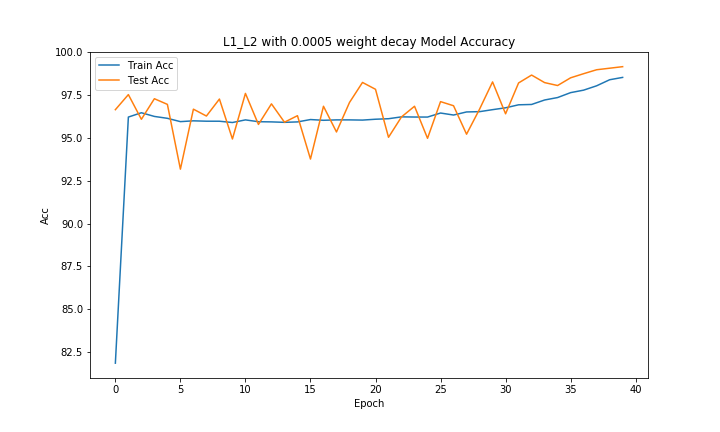 L1_L2 with 0.0005 weight decay Model Accuracy
100.0
Train Acc
Test Acc
97.5
95.0
92.5
90.0
87.5
85.0
82.5
Acc
0 5 10 15 20 25 30 35 40
Epoch